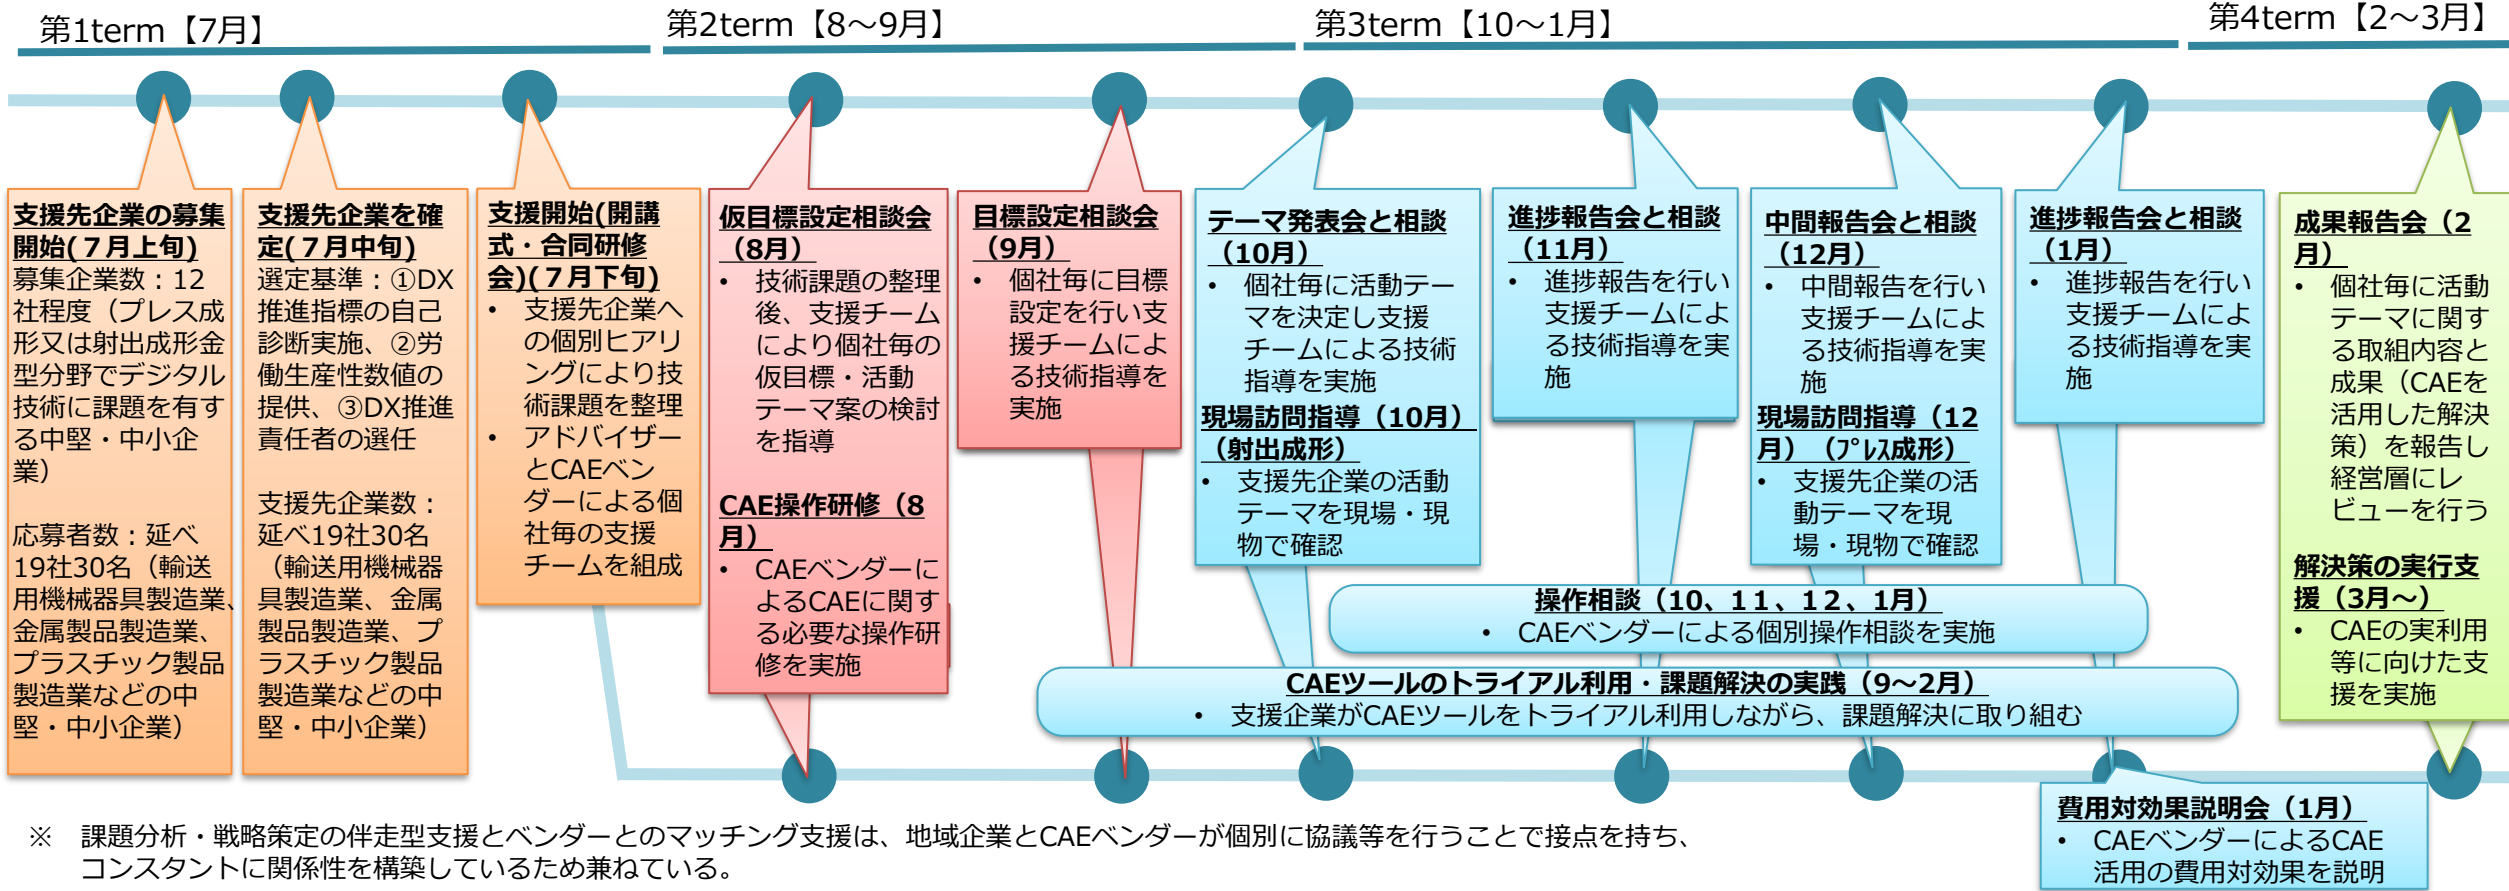 第1term【7月】
第2term【8～9月】
第3term【10～1月】
第4term【2～3月】
支援先企業の募集
開始(７月上旬)
募集企業数：12
社程度（プレス成
形又は射出成形金
型分野でデジタル
技術に課題を有す
る中堅・中小企
業）
応募者数：延べ
19社30名（輸送
用機械器具製造業、
金属製品製造業、
プラスチック製品
製造業などの中
堅・中小企業）
支援先企業を確
定(７月中旬)
選定基準：①DX
推進指標の自己
診断実施、②労
働生産性数値の
提供、③DX推進
責任者の選任
支援先企業数：
延べ19社30名
（輸送用機械器
具製造業、金属
製品製造業、プ
ラスチック製品
製造業などの中
堅・中小企業）
支援開始(開講
式・合同研修
会)(７月下旬)
• 支援先企業へ
の個別ヒアリ
ングにより技
術課題を整理
• アドバイザー
とCAEベン
ダーによる個
社毎の支援
チームを組成
仮目標設定相談会
（8月）
• 技術課題の整理
後、支援チーム
により個社毎の
仮目標・活動
テーマ案の検討
を指導
CAE操作研修（8
月）
• CAEベンダーに
よるCAEに関す
る必要な操作研
修を実施
目標設定相談会
（9月）
• 個社毎に目標
設定を行い支
援チームによ
る技術指導を
実施
テーマ発表会と相談
（10月）
• 個社毎に活動テー
マを決定し支援
チームによる技術
指導を実施
現場訪問指導（10月）
（射出成形）
• 支援先企業の活動
テーマを現場・現
物で確認
進捗報告会と相談
（11月）
• 進捗報告を行い
支援チームによ
る技術指導を実
施
中間報告会と相談
（12月）
• 中間報告を行い
支援チームによ
る技術指導を実
施
現場訪問指導（12
月）（ﾌﾟﾚｽ成形）
• 支援先企業の活
動テーマを現
場・現物で確認
進捗報告会と相談
（1月）
• 進捗報告を行い
支援チームによ
る技術指導を実
施
成果報告会（2
月）
• 個社毎に活動
テーマに関す
る取組内容と
成果（CAEを
活用した解決
策）を報告し
経営層にレ
ビューを行う
解決策の実行支
援（3月～）
• CAEの実利用
等に向けた支
援を実施
操作相談（10、１１、１２、1月）
• CAEベンダーによる個別操作相談を実施
CAEツールのトライアル利用・課題解決の実践（9～2月）
• 支援企業がCAEツールをトライアル利用しながら、課題解決に取り組む
費用対効果説明会（1月）
• CAEベンダーによるCAE
活用の費用対効果を説明
※　課題分析・戦略策定の伴走型支援とベンダーとのマッチング支援は、地域企業とCAEベンダーが個別に協議等を行うことで接点を持ち、
コンスタントに関係性を構築しているため兼ねている。